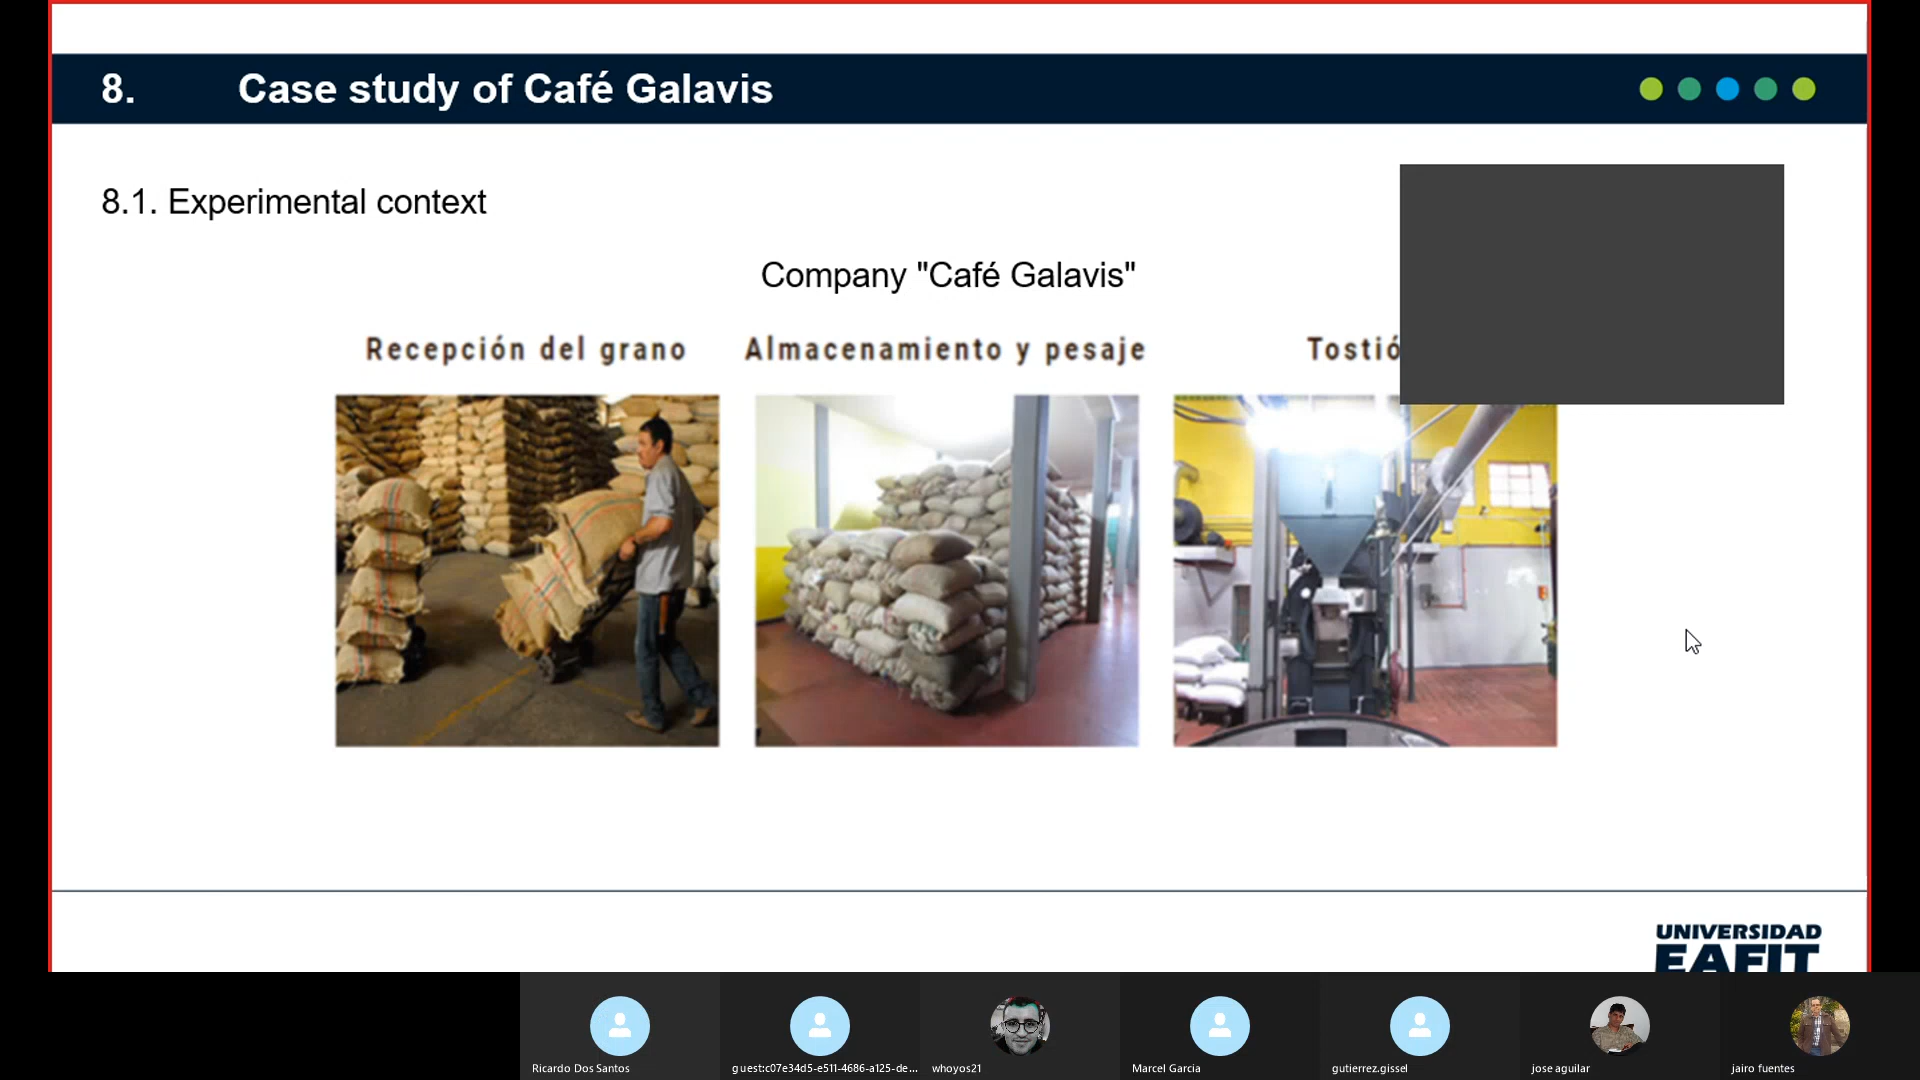 8. Case study of Café Galavis
8.1. Experimental context
Company "Café Galavis"
Recepción del grano Almacenamiento y pesaje Tostió
UNIVERSIDAD
EAFIT
Ricardo Dos Santos guest:c07e34d5-e511-4686-a125-de... whoyos21 Marcel Garcia gutierrez.gissel jose aguilar jairo fuentes